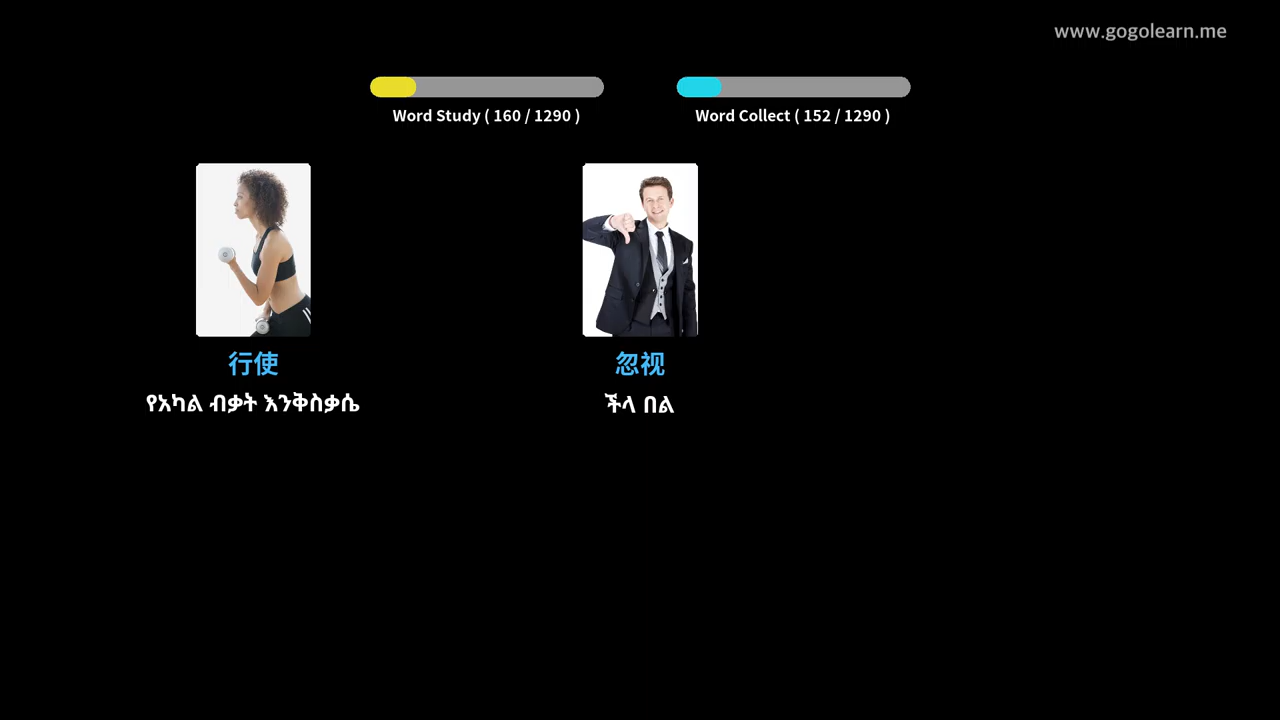 www.gogolearn.me
Word Study ( 160 / 1290 )
Word Collect ( 152 / 1290 )
行使
忽视
የአካል ብቃት እንቅስቃሴ
ችላ በል